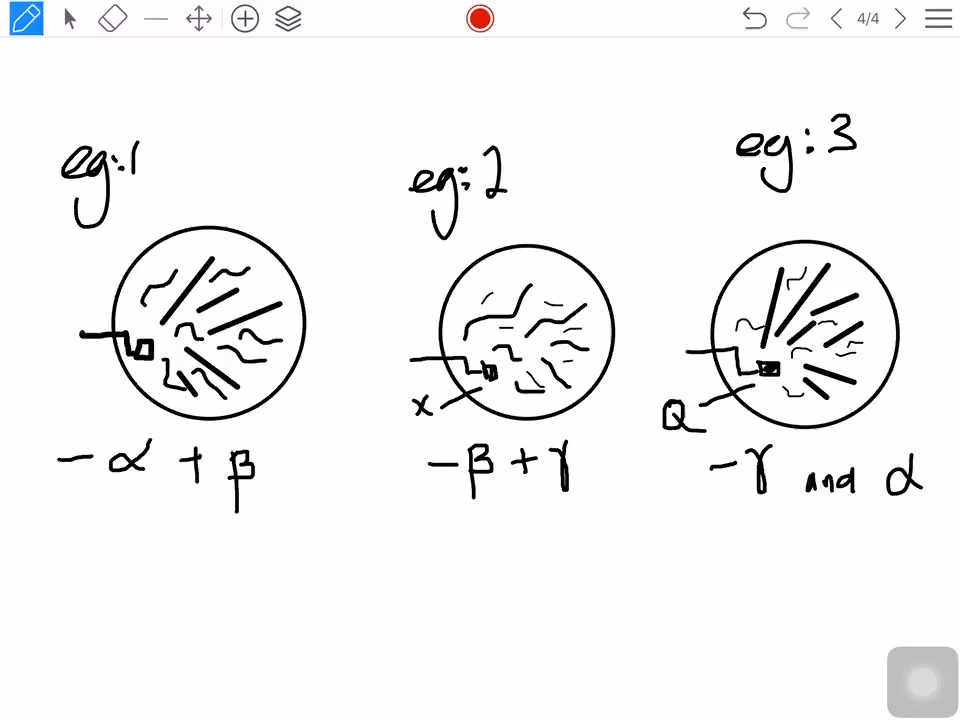 4/4
eg:1
eg:2
eg:3
x
Q
- α + β
- β + γ
- γ and α